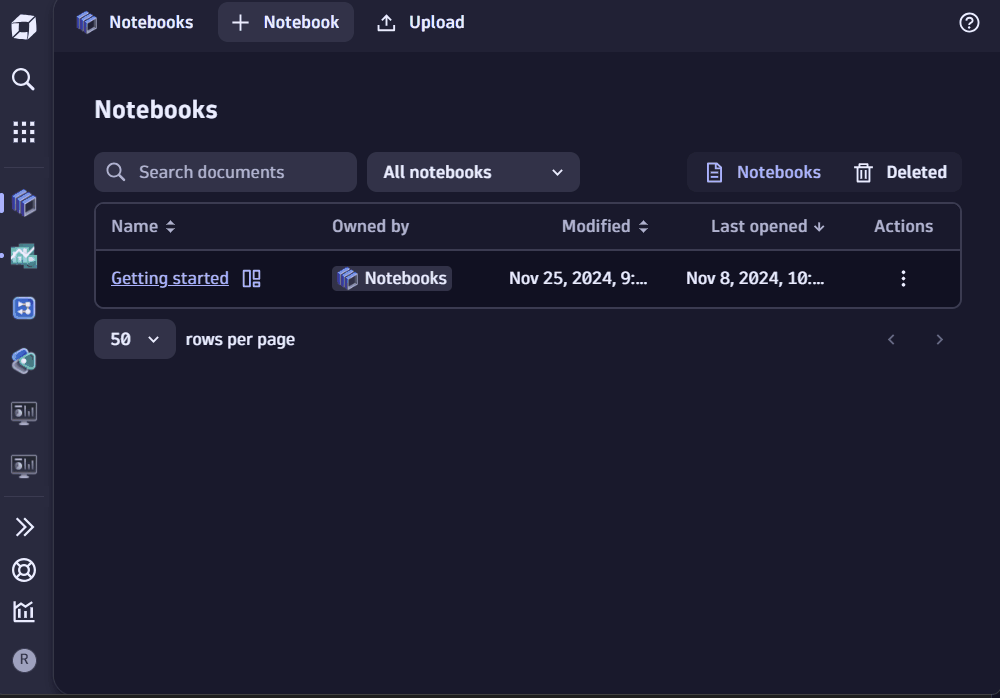 Notebooks
Notebook
Upload
Notebooks
Search documents
All notebooks
Notebooks
Deleted
Name
Owned by
Modified
Last opened
Actions
Getting started
Notebooks
Nov 25, 2024, 9:...
Nov 8, 2024, 10:...
50
rows per page
R